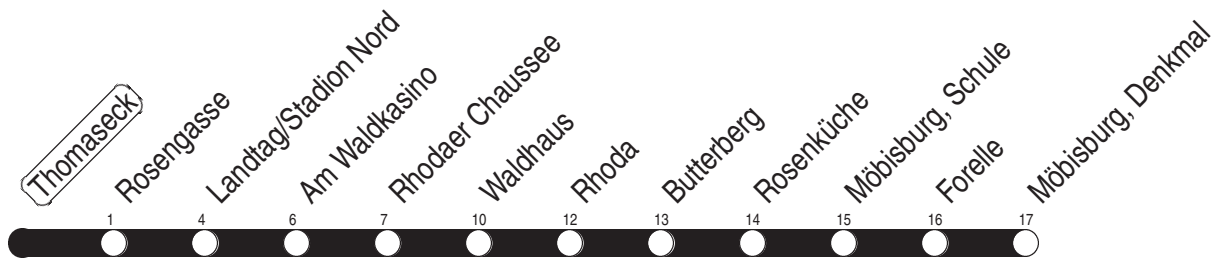 Thomaseck
Rosengasse
Landtag/Stadion Nord
Am Waldkasino
Rhodaer Chaussee
Waldhaus
Rhoda
Butterberg
Rosenküche
Möbisburg, Schule
Forelle
Möbisburg, Denkmal
1 4 6 7 10 12 13 14 15 16 17